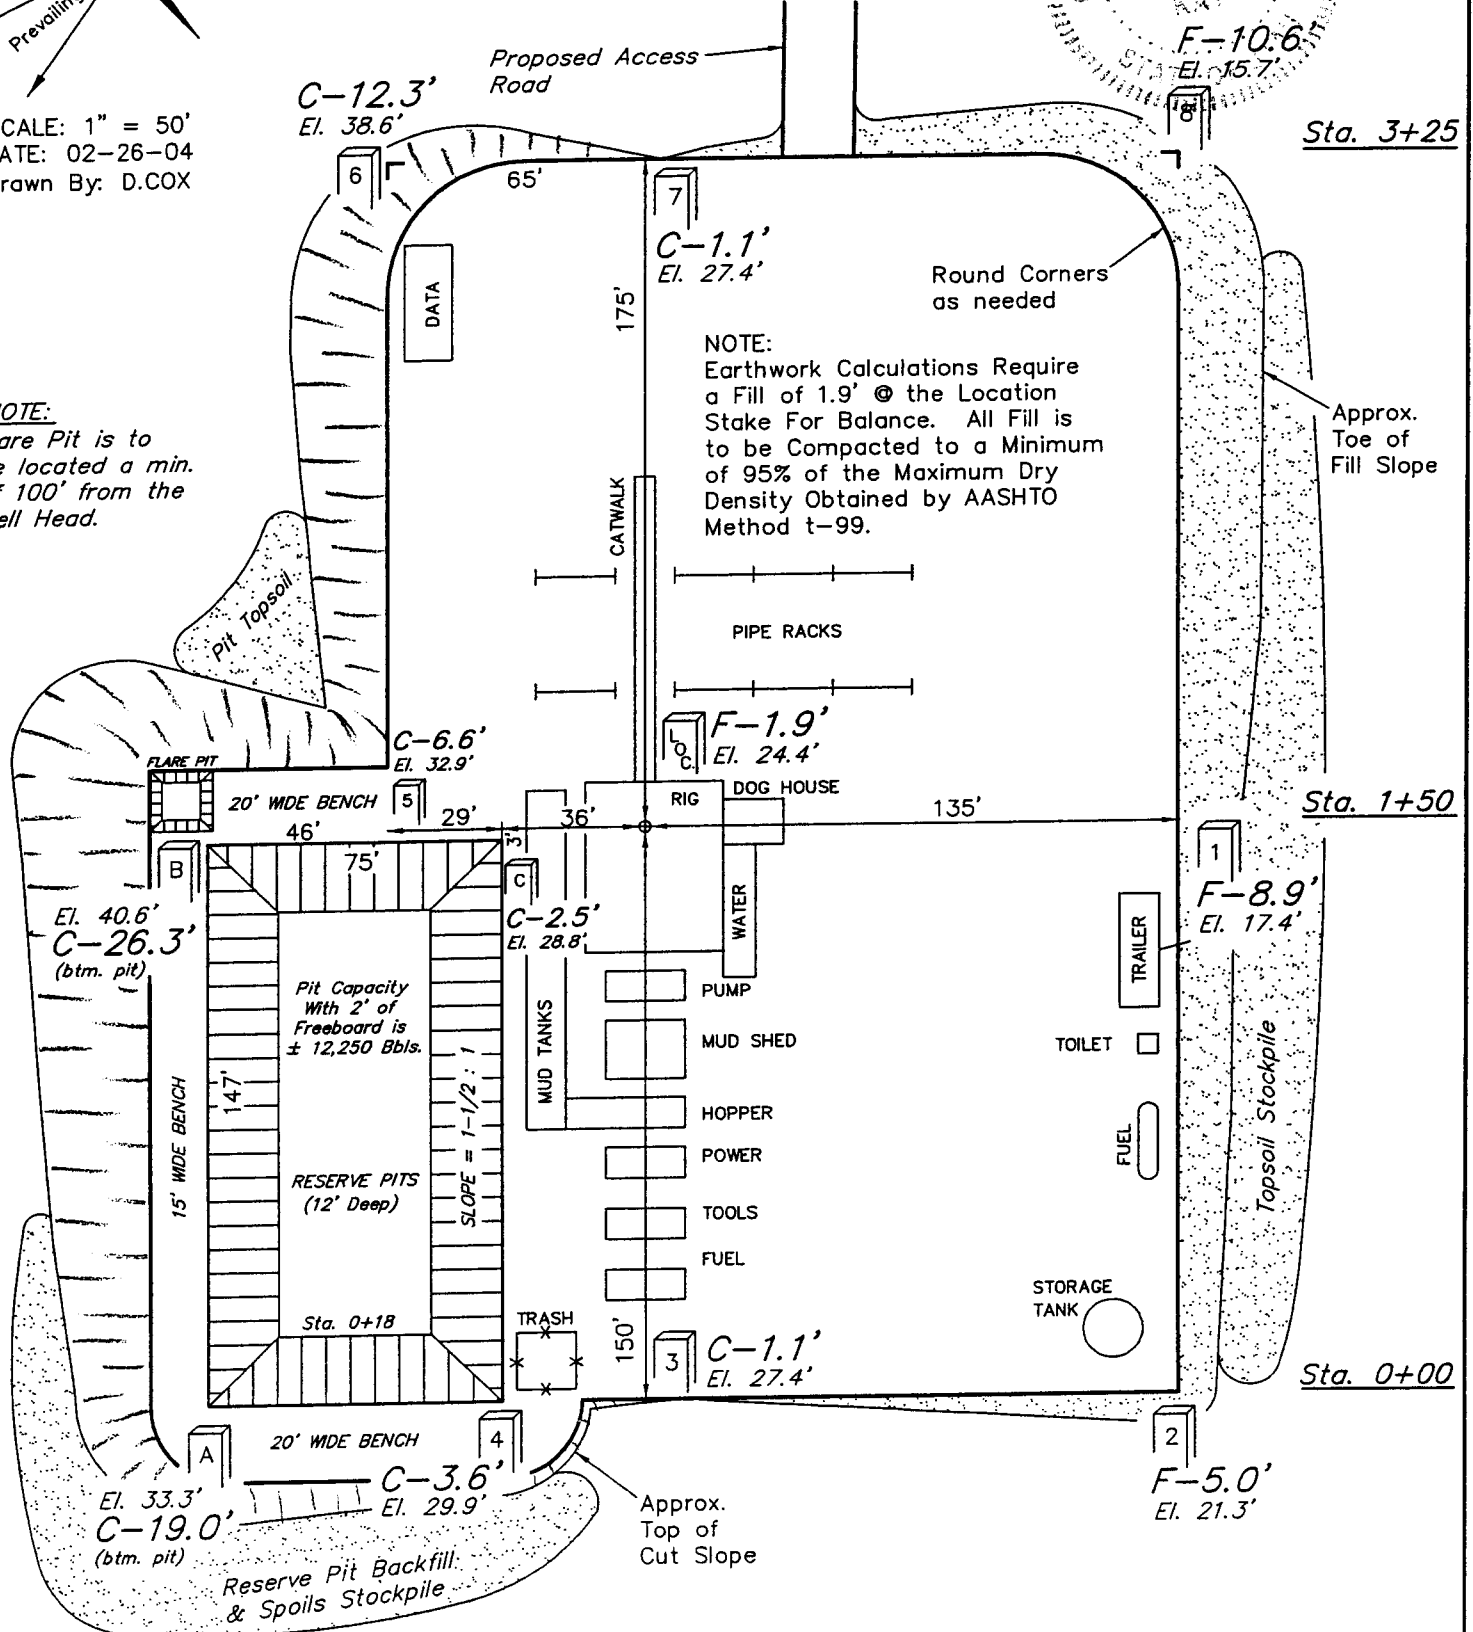 Prevailing
F-10.6'
El. 15.7'
Proposed Access
Road
C-12.3'
El. 38.6'
CALE: 1" = 50'
ATE: 02-26-04
rawn By: D.COX
8
Sta. 3+25
6
65'
7
C-1.1'
El. 27.4'
175'
Round Corners
as needed
DATA
NOTE:
Earthwork Calculations Require
a Fill of 1.9' @ the Location
Stake For Balance. All Fill is
to be Compacted to a Minimum
of 95% of the Maximum Dry
Density Obtained by AASHTO
Method t-99.
OTE:
are Pit is to
e located a min.
f 100' from the
ell Head.
Approx.
Toe of
Fill Slope
CATWALK
Pit Topsoil
PIPE RACKS
LOC.
F-1.9'
El. 24.4'
C-6.6'
El. 32.9'
FLARE PIT
20' WIDE BENCH
5
RIG
DOG HOUSE
Sta. 1+50
46'
29'
36'
135'
75'
3'
B
C
1
El. 40.6'
C-26.3'
(btm. pit)
C-2.5'
El. 28.8'
WATER
F-8.9'
El. 17.4'
TRAILER
Pit Capacity
With 2' of
Freeboard is
± 12,250 Bbls.
PUMP
MUD TANKS
MUD SHED
TOILET
147'
SLOPE = 1-1/2 : 1
15' WIDE BENCH
HOPPER
POWER
FUEL
Topsoil Stockpile
RESERVE PITS
(12' Deep)
TOOLS
FUEL
STORAGE
TANK
Sta. 0+18
TRASH
150'
3
C-1.1'
El. 27.4'
Sta. 0+00
A
20' WIDE BENCH
4
2
C-3.6'
El. 29.9'
F-5.0'
El. 21.3'
El. 33.3'
C-19.0'
(btm. pit)
Approx.
Top of
Cut Slope
Reserve Pit Backfill
& Spoils Stockpile